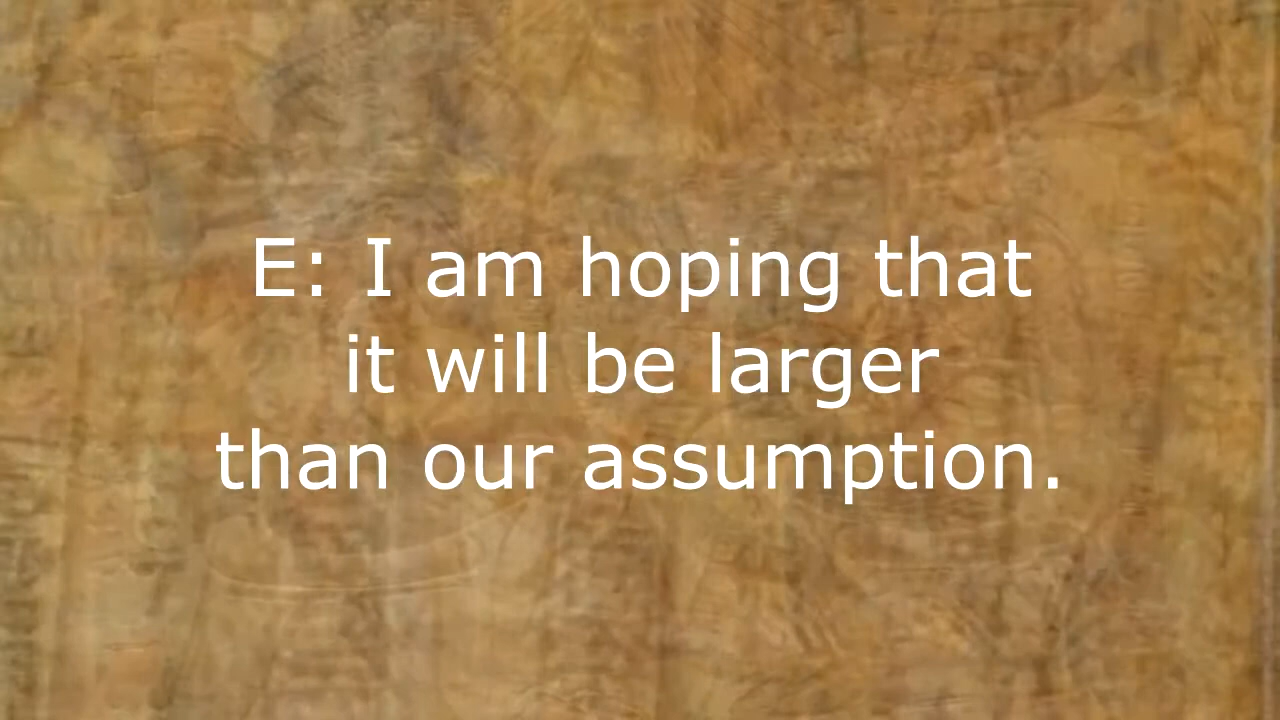 E: I am hoping that
it will be larger
than our assumption.